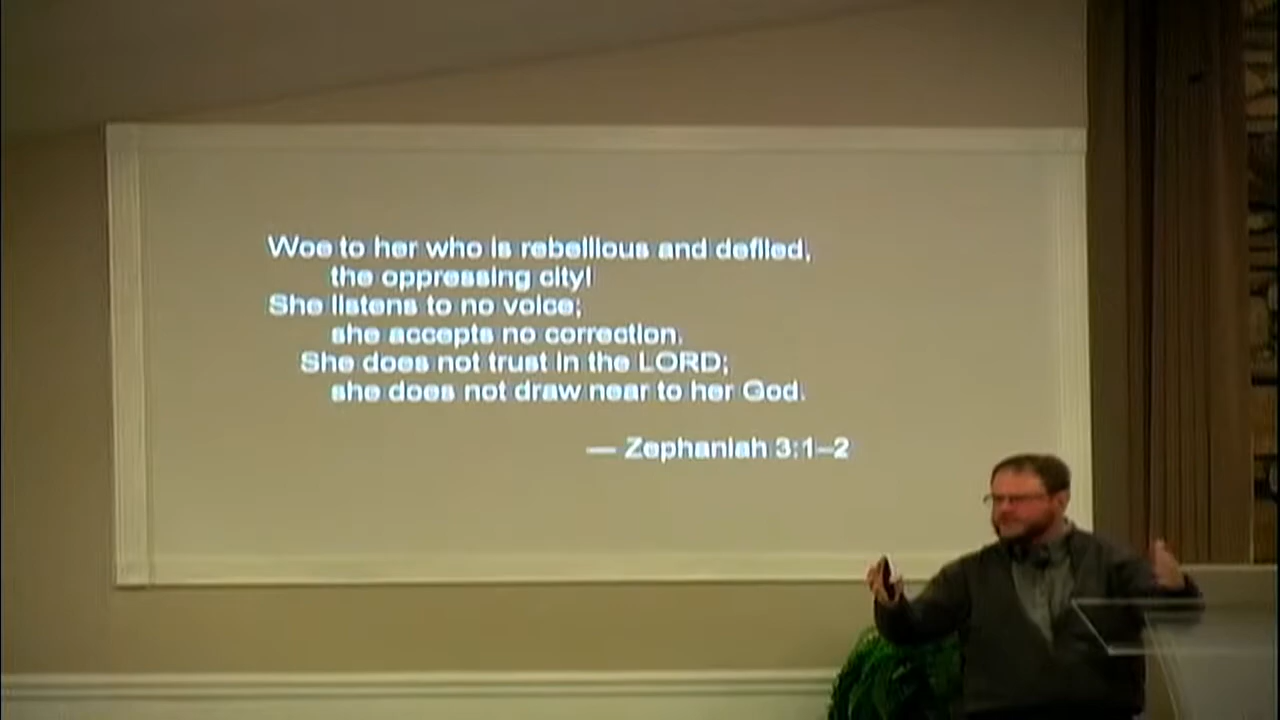 Woe to her who is rebellious and defiled,
the oppressing city!
She listens to no voice;
she accepts no correction.
She does not trust in the LORD;
she does not draw near to her God.
— Zephaniah 3:1–2